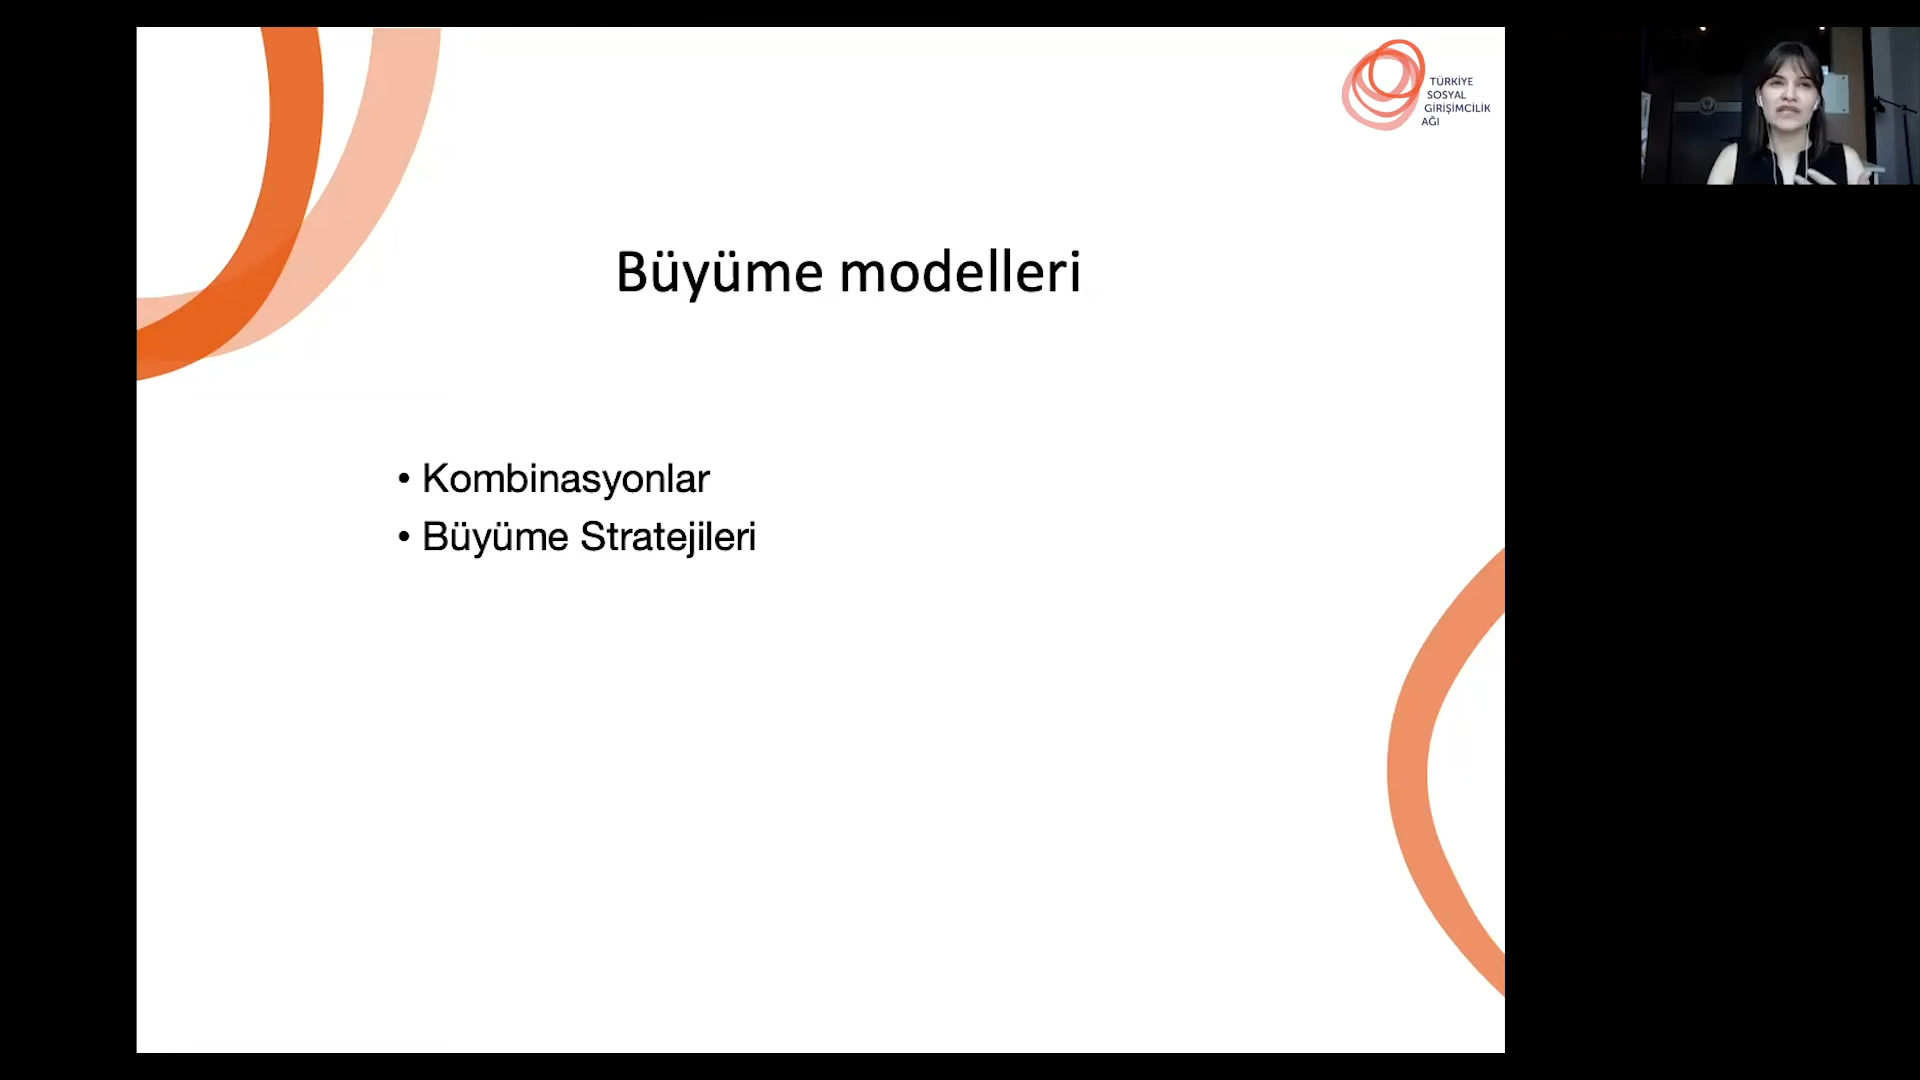 TÜRKİYE
SOSYAL
GİRİŞİMCİLİK
AĞI
Büyüme modelleri
• Kombinasyonlar
• Büyüme Stratejileri